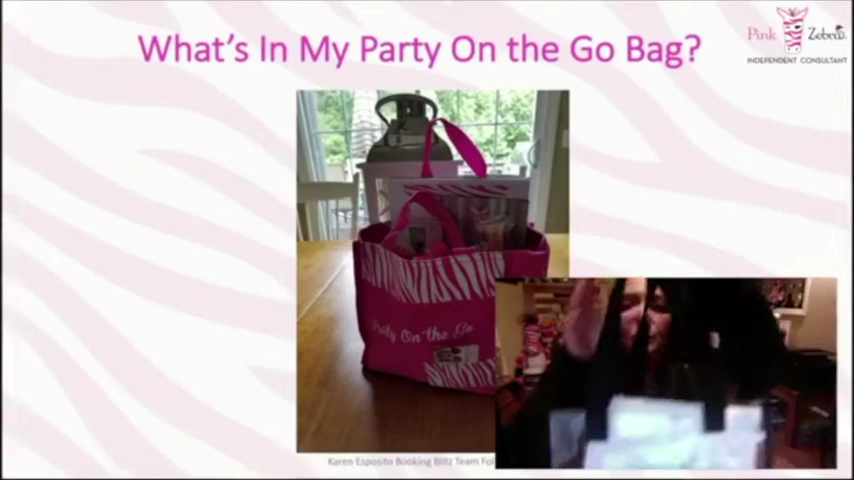 What's In My Party On the Go Bag?
Pink Zebra
INDEPENDENT CONSULTANT
Party On the Go
Karen Esposito Booking Blitz Team